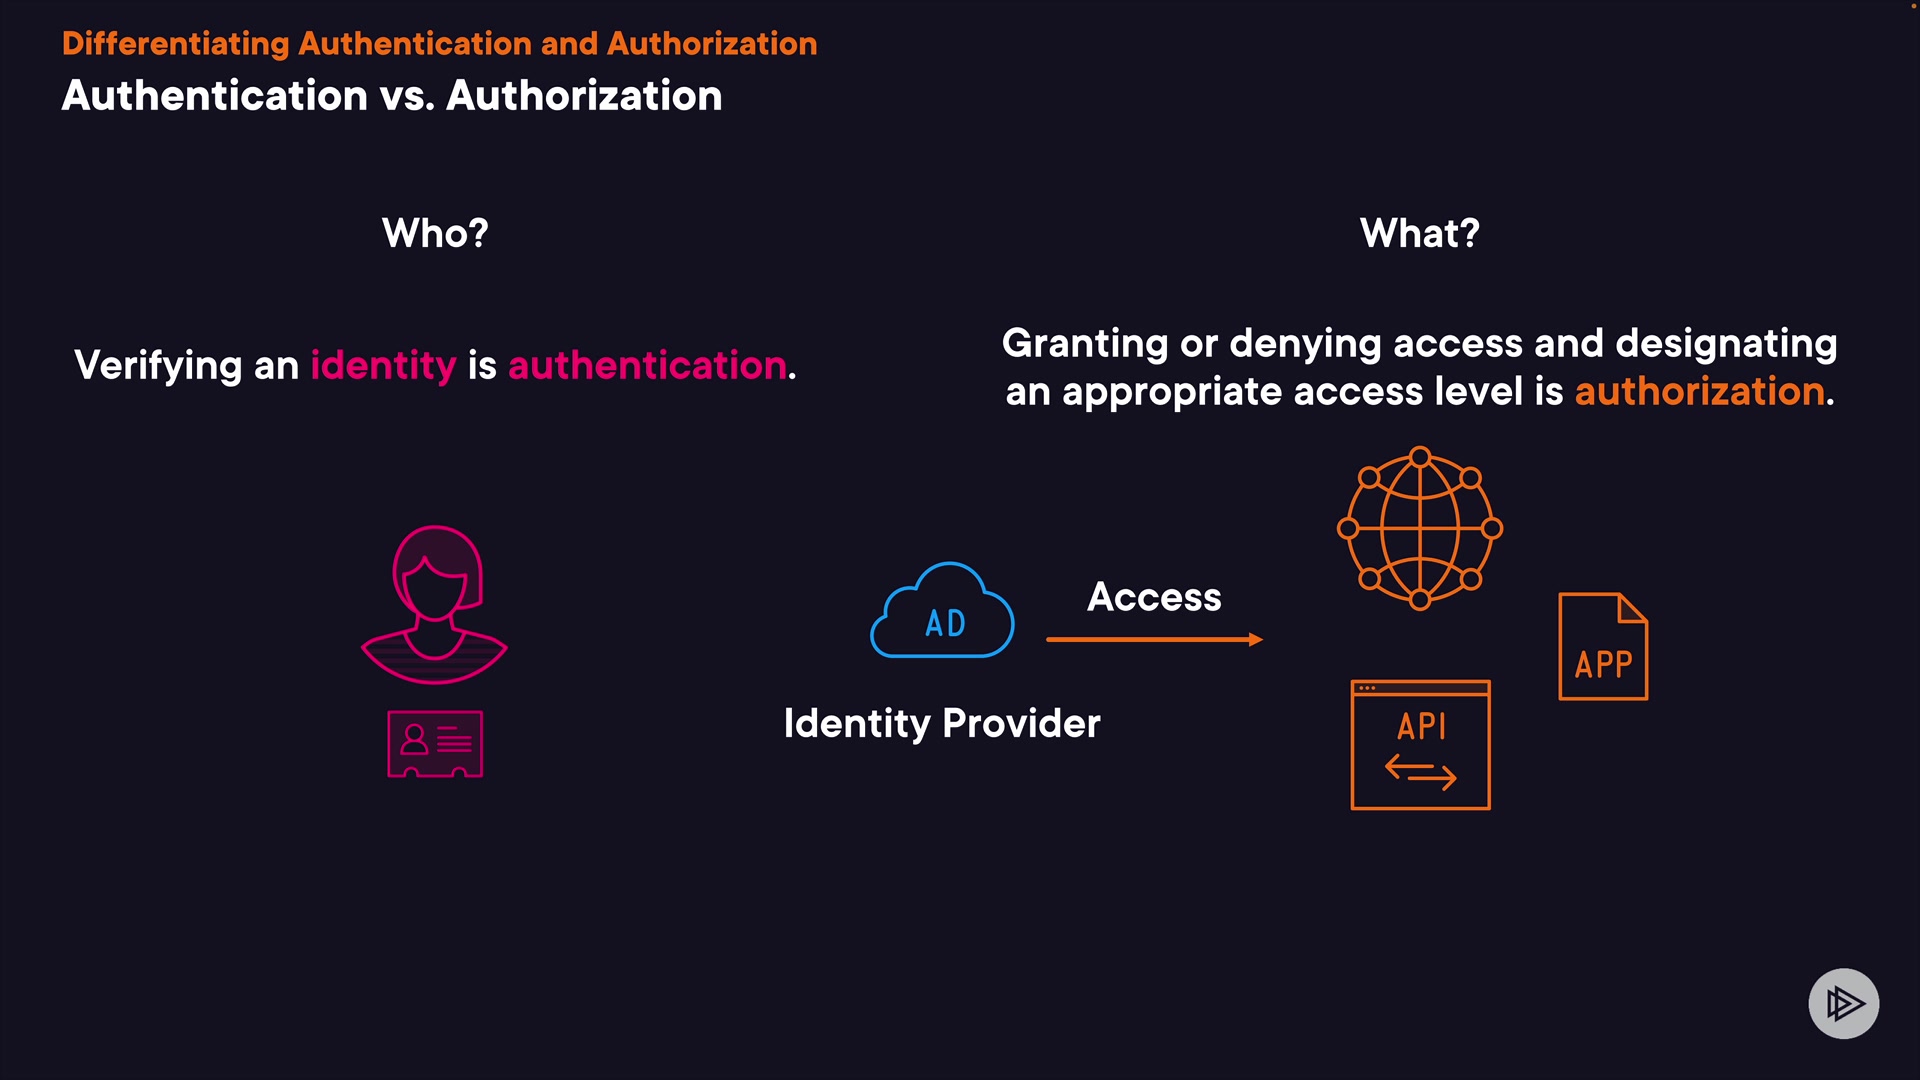 Differentiating Authentication and Authorization
Authentication vs. Authorization
Who?
Verifying an identity is authentication.
What?
Granting or denying access and designating
an appropriate access level is authorization.
AD
Identity Provider
Access
APP
API